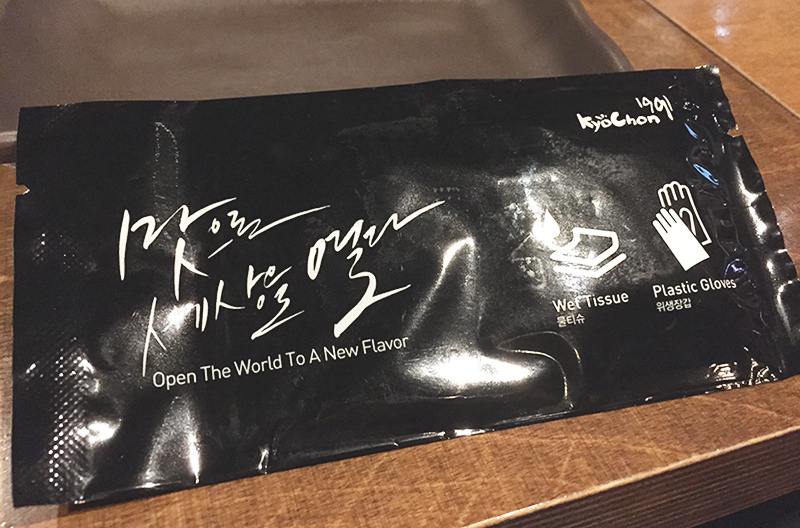 1991
KyoChon
맛으로
세상을 열다
Open The World To A New Flavor
Wet Tissue
물티슈
Plastic Gloves
위생장갑